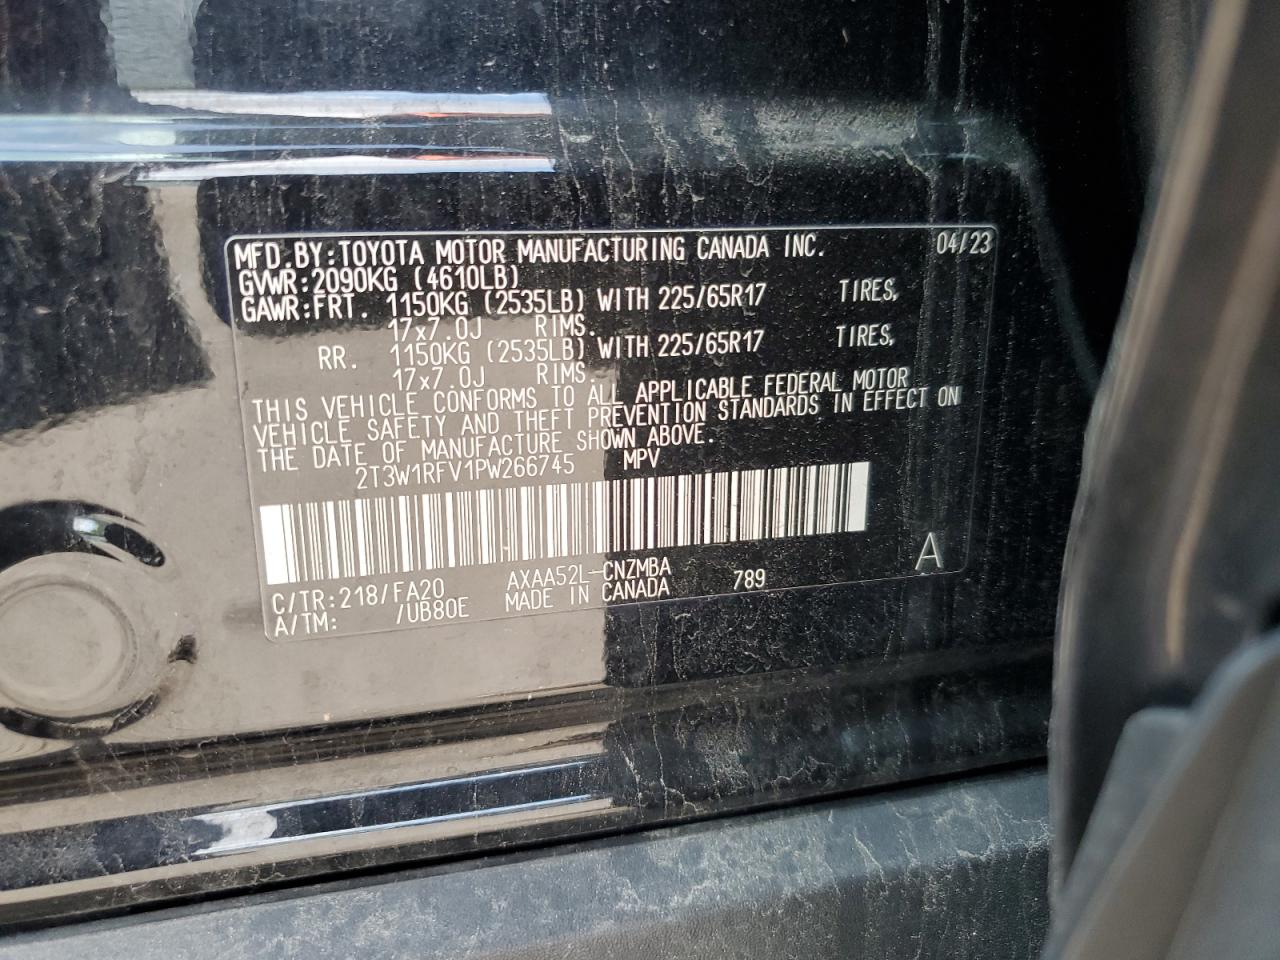 MFD.BY:TOYOTA MOTOR MANUFACTURING CANADA INC. 04/23
GVWR:2090KG (4610LB)
GAWR:FRT. 1150KG (2535LB) WITH 225/65R17 TIRES,
17x7.0J RIMS.
RR. 1150KG (2535LB) WITH 225/65R17 TIRES,
17x7.0J RIMS.
THIS VEHICLE CONFORMS TO ALL APPLICABLE FEDERAL MOTOR
VEHICLE SAFETY AND THEFT PREVENTION STANDARDS IN EFFECT ON
THE DATE OF MANUFACTURE SHOWN ABOVE.
2T3W1RFV1PW266745 MPV
C/TR:218/FA20 AXAA52L-CNZMBA 789 A
A/TM: /UB80E MADE IN CANADA